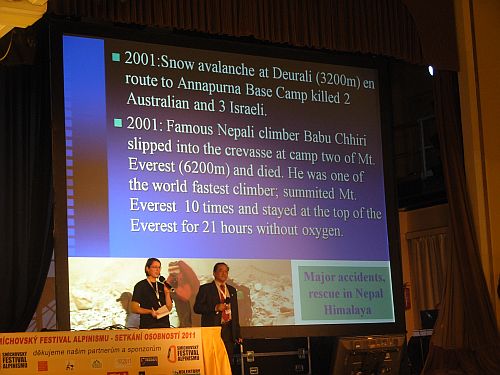 2001:Snow avalanche at Deurali (3200m) en
route to Annapurna Base Camp killed 2
Australian and 3 Israeli.
2001: Famous Nepali climber Babu Chhiri
slipped into the crevasse at camp two of Mt.
Everest (6200m) and died. He was one of
the world fastest climber; summited Mt.
Everest 10 times and stayed at the top of the
Everest for 21 hours without oxygen.
Major accidents,
rescue in Nepal
Himalaya
MÍCHOVSKÝ FESTIVAL ALPINISMU - SETKÁNÍ OSOBNOSTÍ 2011
děkujeme našim partnerům a sponzorům
SMÍCHOVSKÝ
FESTIVAL
ALPINISMU